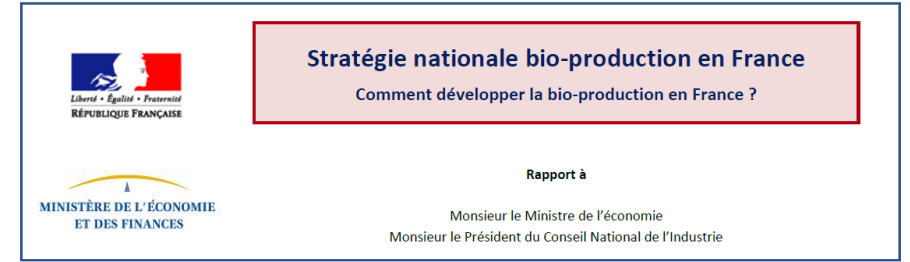 Stratégie nationale bio-production en France
Comment développer la bio-production en France ?
Liberté • Égalité • Fraternité
RÉPUBLIQUE FRANÇAISE
Rapport à
MINISTÈRE DE L'ÉCONOMIE
ET DES FINANCES
Monsieur le Ministre de l’économie
Monsieur le Président du Conseil National de l’Industrie